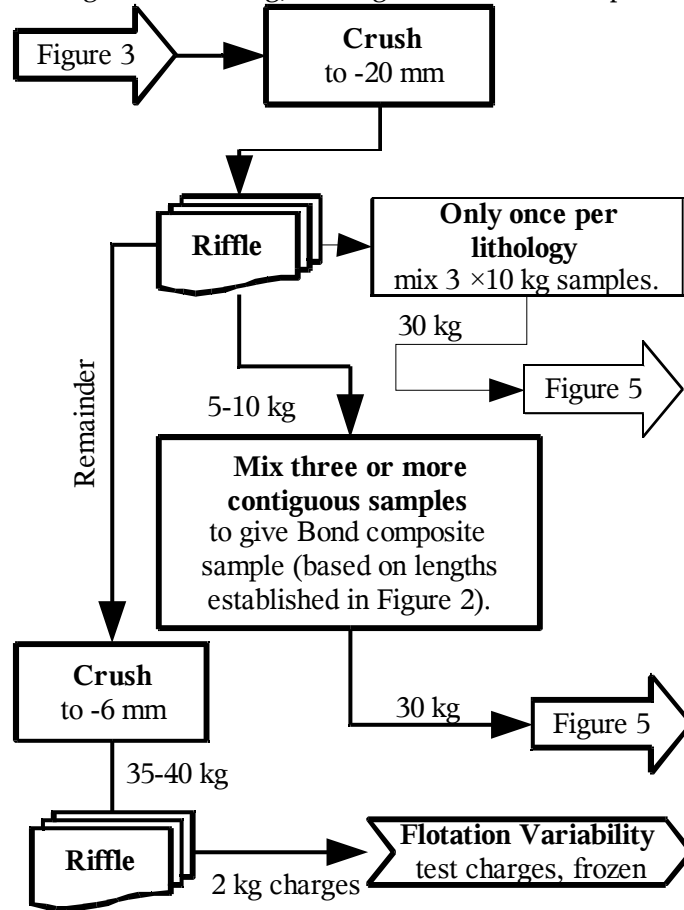 Figure 3
Crush
to -20 mm
Riffle
Only once per
lithology
mix 3 ×10 kg samples.
30 kg
Figure 5
5-10 kg
Remainder
Mix three or more
contiguous samples
to give Bond composite
sample (based on lengths
established in Figure 2).
Crush
to -6 mm
30 kg
Figure 5
35-40 kg
Riffle
2 kg charges
Flotation Variability
test charges, frozen